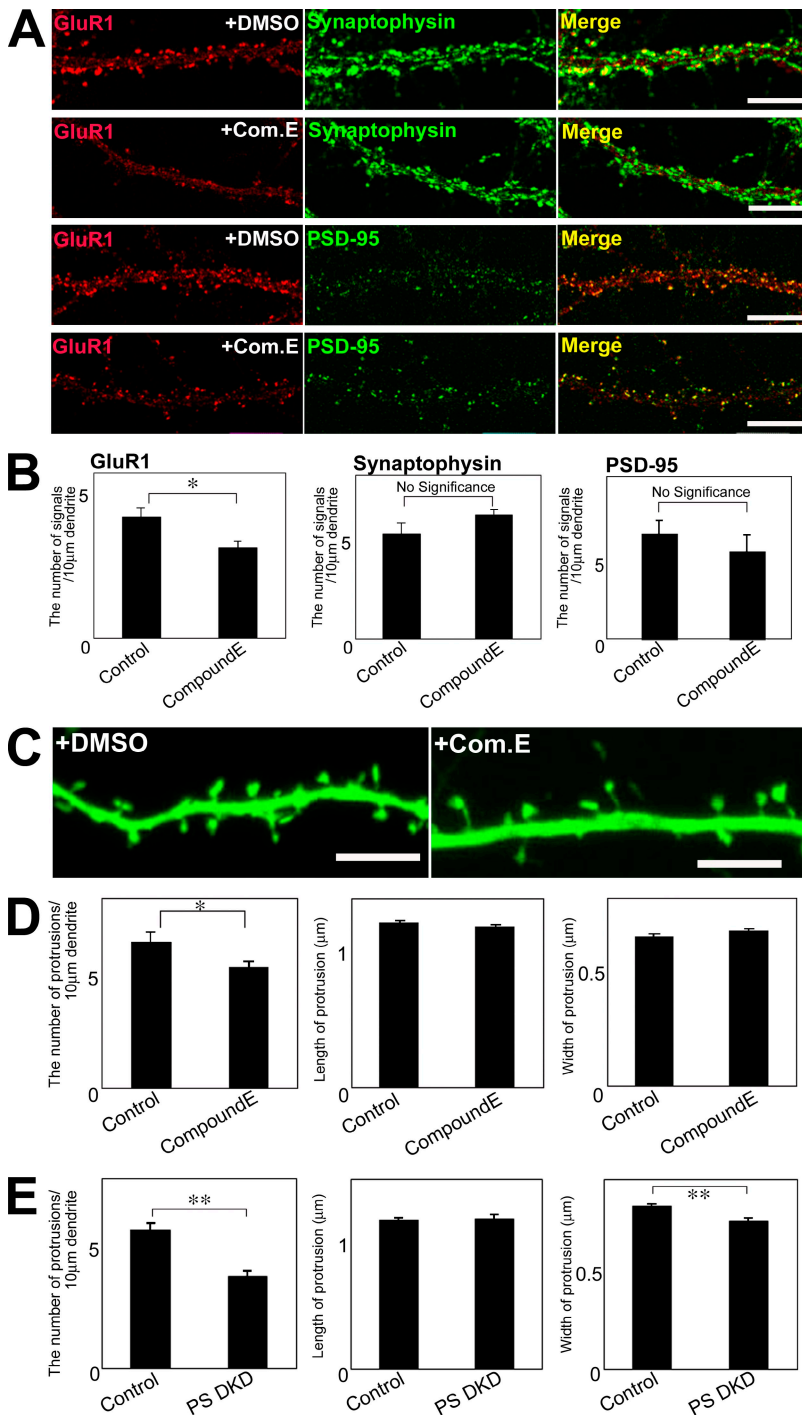 A
GluR1 +DMSO Synaptophysin Merge
GluR1 +Com.E Synaptophysin Merge
GluR1 +DMSO PSD-95 Merge
GluR1 +Com.E PSD-95 Merge
B
GluR1
The number of signals
/10μm dendrite
5
0
*
Control
CompoundE
Synaptophysin
The number of signals
/10μm dendrite
5
0
No Significance
Control
CompoundE
PSD-95
The number of signals
/10μm dendrite
5
0
No Significance
Control
CompoundE
C
+DMSO
+Com.E
D
The number of protrusions/
10μm dendrite
5
0
*
Control
CompoundE
Length of protrusion (μm)
1
0
Control
CompoundE
Width of protrusion (μm)
0.5
0
Control
CompoundE
E
The number of protrusions/
10μm dendrite
5
0
**
Control
PS DKD
Length of protrusion (μm)
1
0
Control
PS DKD
Width of protrusion (μm)
0.5
0
**
Control
PS DKD